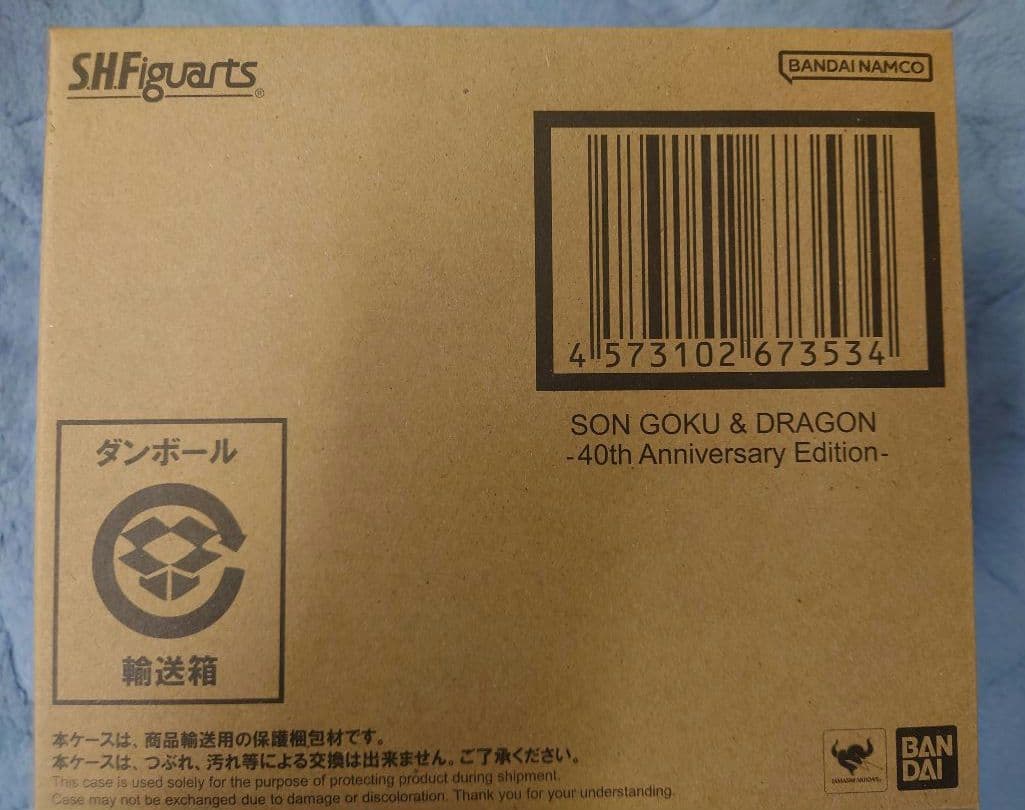 S.H.Figuarts®
BANDAI NAMCO
4 573102 673534
SON GOKU & DRAGON
-40th Anniversary Edition-
ダンボール
輸送箱
本ケースは、商品輸送用の保護梱包材です。
本ケースは、つぶれ、汚れ等による交換は出来ません。ご了承ください。
This case is used solely for the purpose of protecting product during shipment.
Case may not be exchanged due to damage or discoloration. Thank you for your understanding.
BAN
DAI